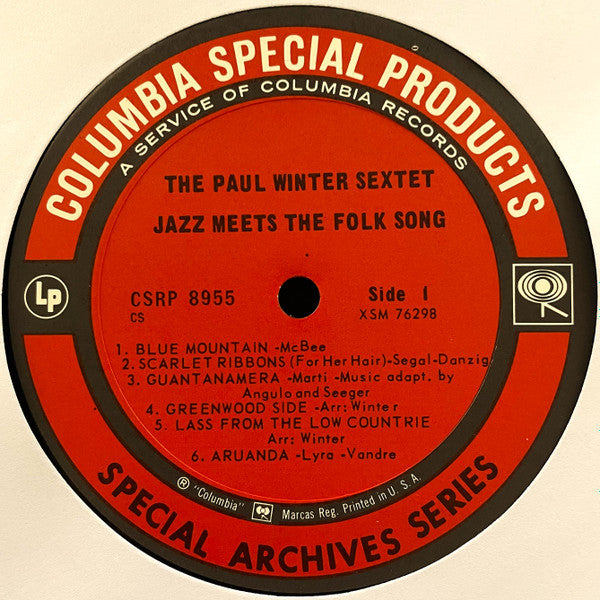 COLUMBIA SPECIAL PRODUCTS
A SERVICE OF COLUMBIA RECORDS
THE PAUL WINTER SEXTET
JAZZ MEETS THE FOLK SONG
Lp
CSRP 8955
CS
Side 1
XSM 76298
1. BLUE MOUNTAIN -McBee
2. SCARLET RIBBONS (For Her Hair)-Segal-Danzig
3. GUANTANAMERA -Marti -Music adapt. by
Angulo and Seeger
4. GREENWOOD SIDE -Arr: Winter
5. LASS FROM THE LOW COUNTRIE
Arr: Winter
6. ARUANDA -Lyra -Vandre
® "Columbia" Marcas Reg. Printed in U. S. A.
SPECIAL ARCHIVES SERIES